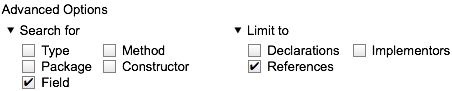 Advanced Options
Search for
Type Method
Package Constructor
Field
Limit to
Declarations Implementors
References